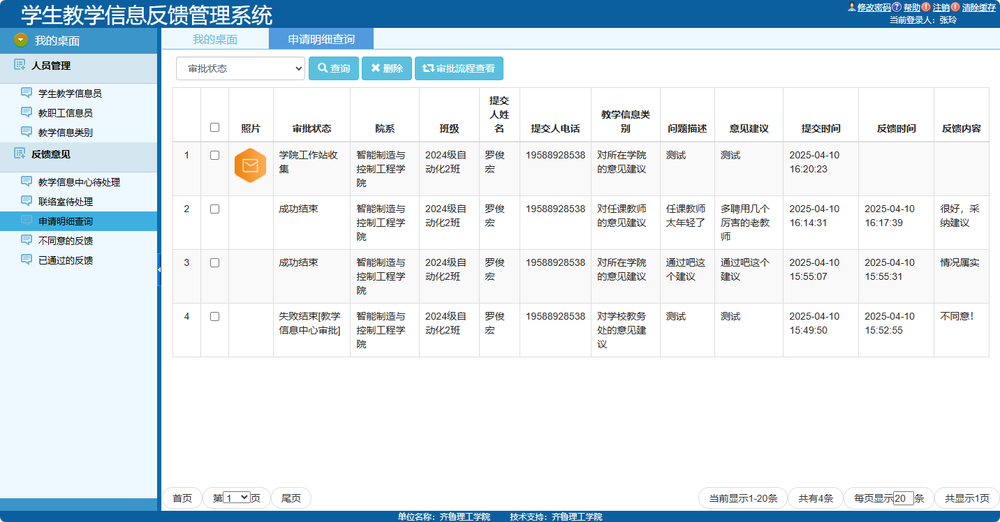 学生教学信息反馈管理系统
修改密码 帮助 注销 清除缓存
当前登录人：张玲
我的桌面
人员管理
学生教学信息员
教职工信息员
教学信息类别
反馈意见
教学信息中心待处理
联络室待处理
申请明细查询
不同意的反馈
已通过的反馈
我的桌面 申请明细查询
审批状态 查询 删除 审批流程查看
照片 审批状态 院系 班级 提交人姓名 提交人电话 教学信息类别 问题描述 意见建议 提交时间 反馈时间 反馈内容
1 学院工作站收集 智能制造与控制工程学院 2024级自动化2班 罗俊宏 19588928538 对所在学院的意见建议 测试 测试 2025-04-10 16:20:23
2 成功结束 智能制造与控制工程学院 2024级自动化2班 罗俊宏 19588928538 对任课教师的意见建议 任课教师太年轻了 多聘用几个厉害的老教师 2025-04-10 16:14:31 2025-04-10 16:17:39 很好，采纳建议
3 成功结束 智能制造与控制工程学院 2024级自动化2班 罗俊宏 19588928538 对所在学院的意见建议 通过吧这个建议 通过吧这个建议 2025-04-10 15:55:07 2025-04-10 15:55:31 情况属实
4 失败结束[教学信息中心审批] 智能制造与控制工程学院 2024级自动化2班 罗俊宏 19588928538 对学校教务处的意见建议 测试 测试 2025-04-10 15:49:50 2025-04-10 15:52:55 不同意！
首页 第1页 尾页 当前显示1-20条 共有4条 每页显示20条 共显示1页
单位名称：齐鲁理工学院 技术支持：齐鲁理工学院